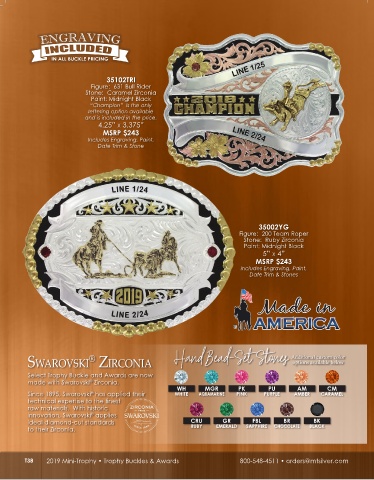 ENGRAVING
INCLUDED
IN ALL BUCKLE PRICING
35102TRI
Figure: 631 Bull Rider
Stone: Caramel Zirconia
Paint: Midnight Black
"Champion" is the only
lettering option available
and is included in the price.
4.25" x 3.375"
MSRP $243
Includes Engraving, Paint,
Date Trim & Stone
LINE 1/25
2018
CHAMPION
LINE 2/24
LINE 1/24
2019
LINE 2/24
35002YG
Figure: 200 Team Roper
Stone: Ruby Zirconia
Paint: Midnight Black
5" x 4"
MSRP $243
Includes Engraving, Paint,
Date Trim & Stones
Made in
AMERICA
SWAROVSKI® ZIRCONIA
Select Trophy Buckle and Awards are now
made with Swarovski® Zirconia.
Since 1895 Swarovski® has applied their
technical expertise to the finest
raw materials. With historic
innovation, Swarovski® applies
ideal diamond-cut standards
to their Zirconia.
ZIRCONIA
SWAROVSKI
Hand Bead-Set Stones
WH
WHITE
MGR
AQUAMARINE
PK
PINK
PU
PURPLE
AM
AMBER
CM
CARAMEL
CRU
RUBY
GR
EMERALD
PBL
SAPPHIRE
BR
CHOCOLATE
BK
BLACK
138 2019 Mini-Trophy • Trophy Buckles & Awards 800-548-4511 • orders@mtsilver.com